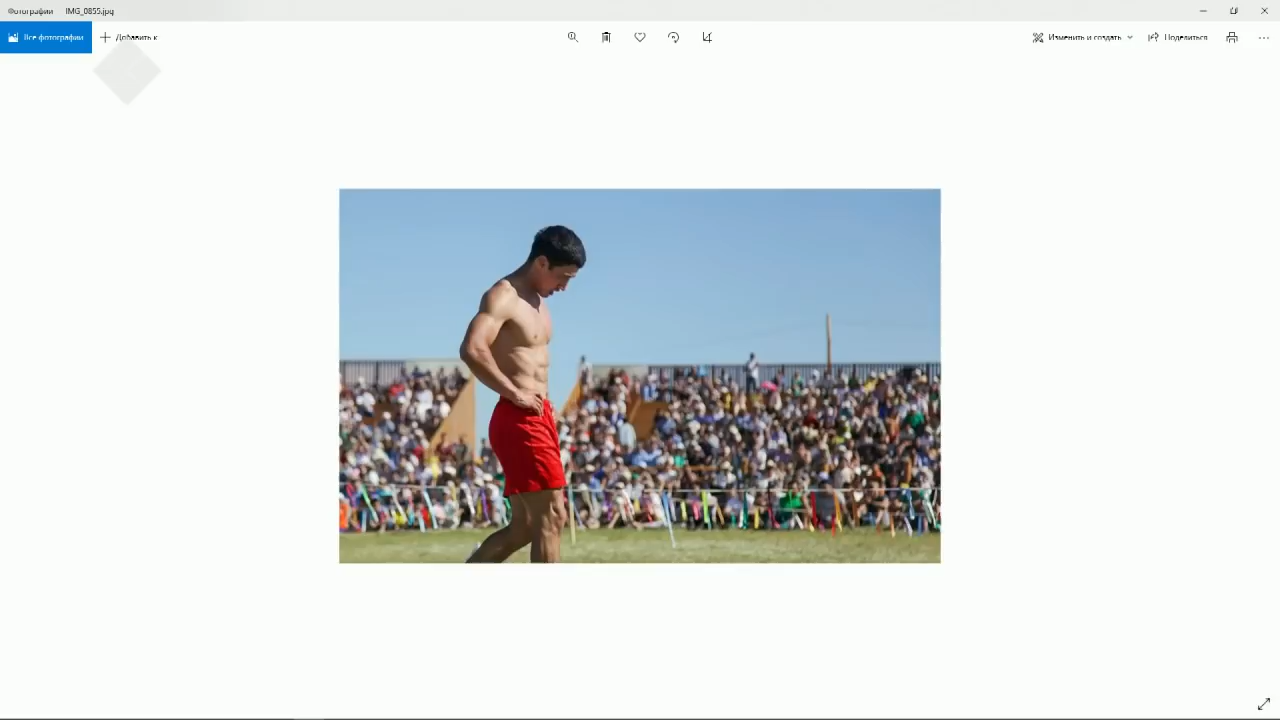 Фотографии IMG_0855.jpg
Все фотографии
Добавить к
Изменить и создать
Поделиться